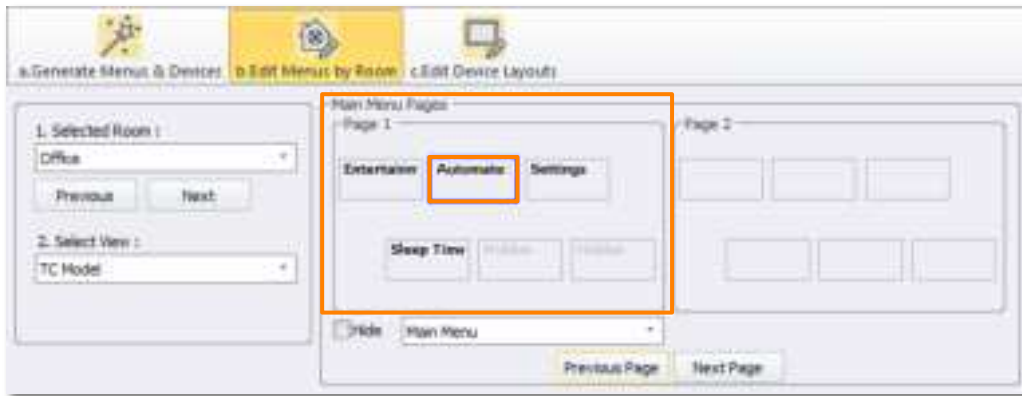 a.Generate Menus & Devices b.Edit Menus by Room c.Edit Device Layouts
1. Selected Room :
Office
Previous Next
2. Select View :
TC Model
Main Menu Pages
Page 1
Entertainm Automate Settings
Sleep Time Hidden Hidden
Page 2
Hide Main Menu
Previous Page Next Page